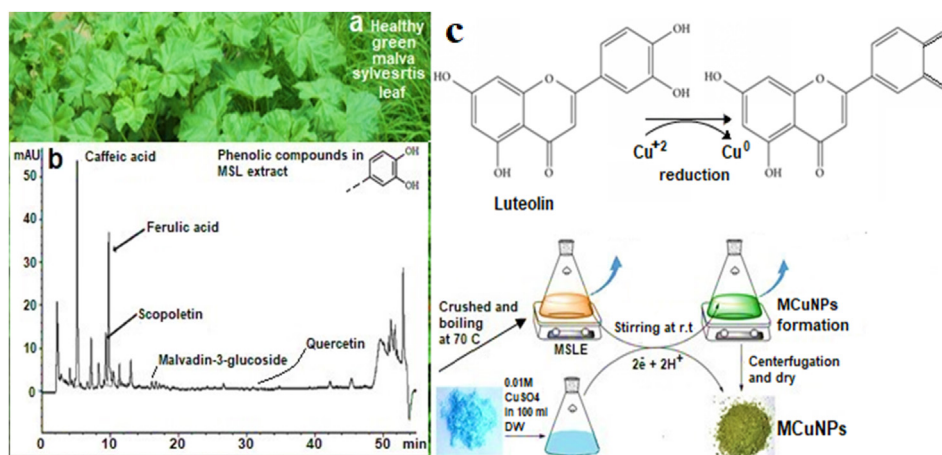 a Healthy
green
malva
sylvesrtis
leaf
b
mAU
50
40
30
20
10
0
Caffeic acid
Phenolic compounds in
MSL extract
OH
OH
Ferulic acid
Scopoletin
Malvadin-3-glucoside
Quercetin
0 10 20 30 40 50 min
c
HO
O
OH
OH
OH
O
Luteolin
Cu+2
Cu0
reduction
HO
O
OH
O
Crushed and
boiling
at 70 C
MSLE
Stirring at r.t
2ē + 2H+
MCuNPs
formation
Centerfugation
and dry
0.01M
CuSO4
in 100 ml
DW
MCuNPs